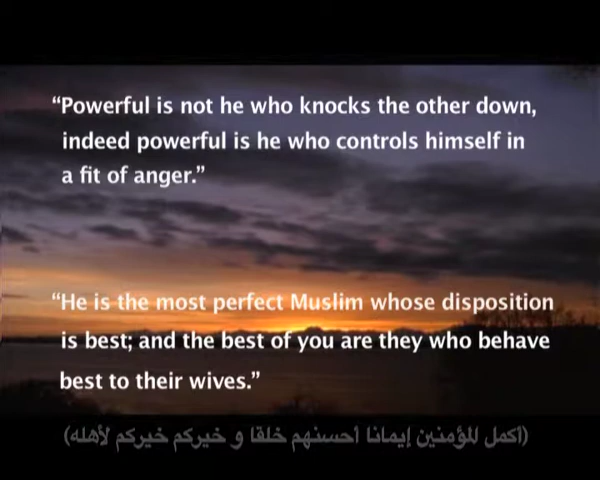 “Powerful is not he who knocks the other down,
indeed powerful is he who controls himself in
a fit of anger.”
“He is the most perfect Muslim whose disposition
is best; and the best of you are they who behave
best to their wives.”
(أكمل للمؤمنين إيمانا أحسنهم خلقا و خيركم خيركم لأهله)